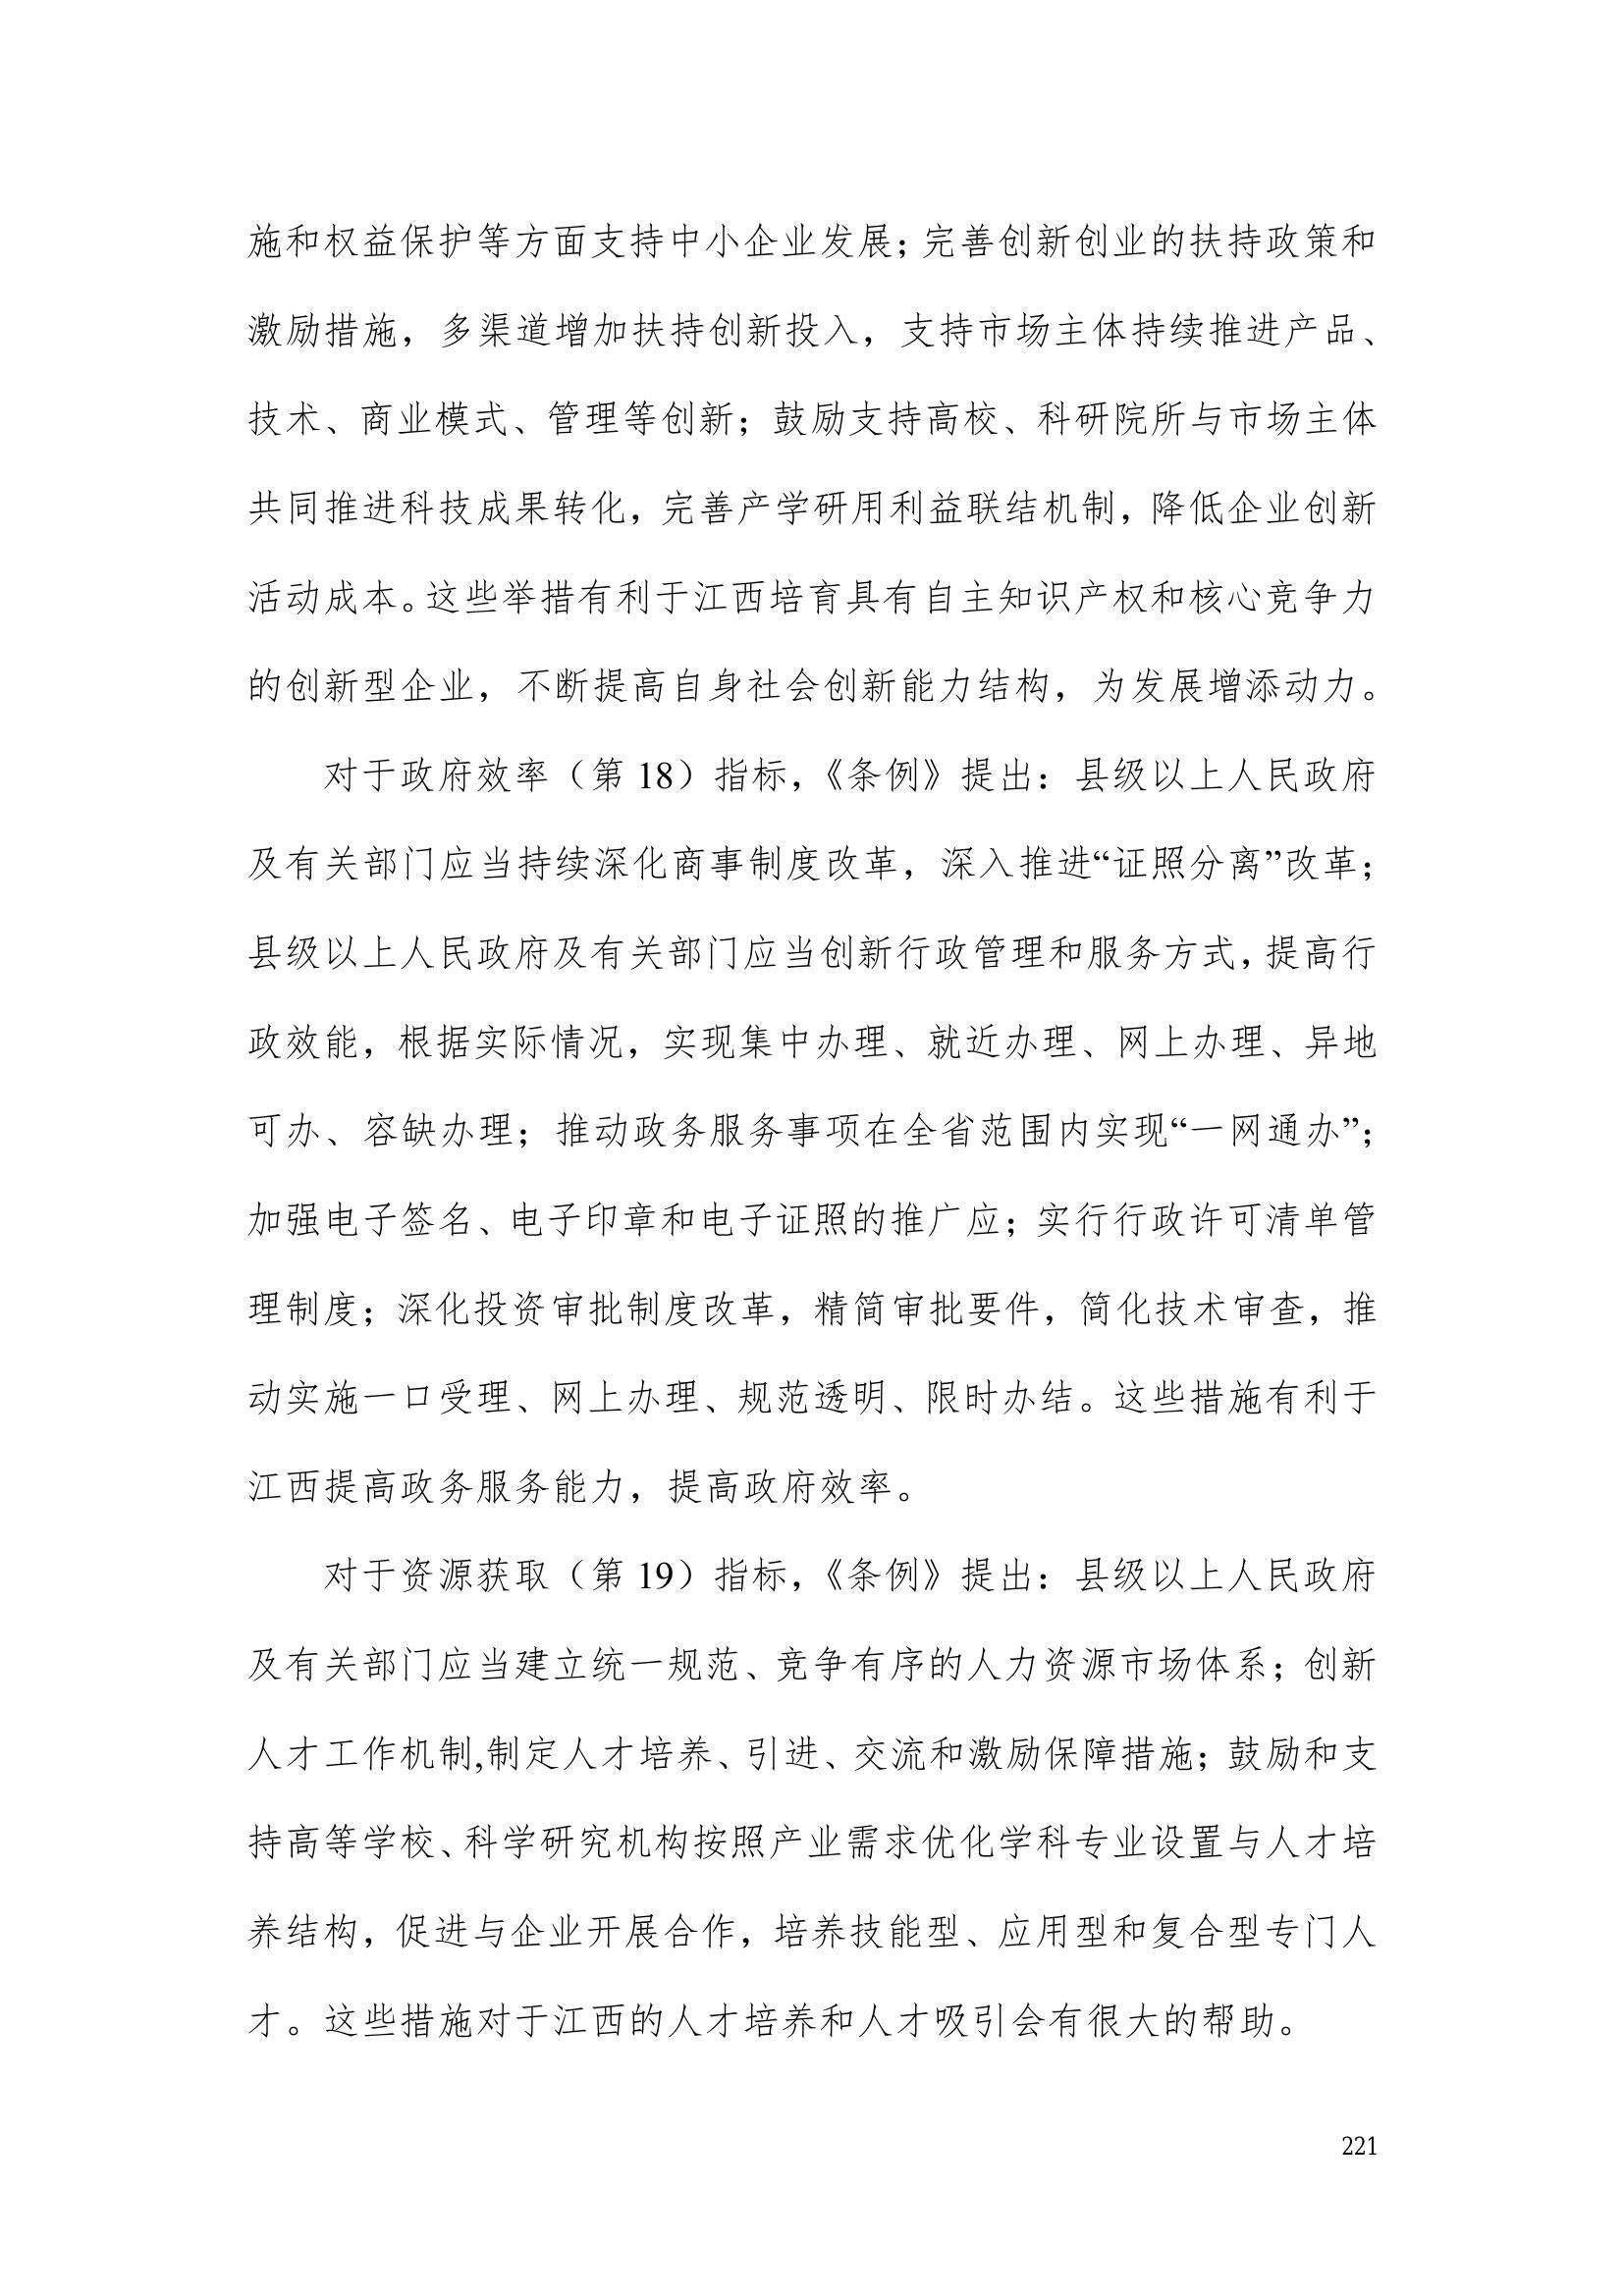 施和权益保护等方面支持中小企业发展；完善创新创业的扶持政策和
激励措施，多渠道增加扶持创新投入，支持市场主体持续推进产品、
技术、商业模式、管理等创新；鼓励支持高校、科研院所与市场主体
共同推进科技成果转化，完善产学研用利益联结机制，降低企业创新
活动成本。这些举措有利于江西培育具有自主知识产权和核心竞争力
的创新型企业，不断提高自身社会创新能力结构，为发展增添动力。
对于政府效率（第 18）指标，《条例》提出：县级以上人民政府
及有关部门应当持续深化商事制度改革，深入推进“证照分离”改革；
县级以上人民政府及有关部门应当创新行政管理和服务方式，提高行
政效能，根据实际情况，实现集中办理、就近办理、网上办理、异地
可办、容缺办理；推动政务服务事项在全省范围内实现“一网通办”；
加强电子签名、电子印章和电子证照的推广应；实行行政许可清单管
理制度；深化投资审批制度改革，精简审批要件，简化技术审查，推
动实施一口受理、网上办理、规范透明、限时办结。这些措施有利于
江西提高政务服务能力，提高政府效率。
对于资源获取（第 19）指标，《条例》提出：县级以上人民政府
及有关部门应当建立统一规范、竞争有序的人力资源市场体系；创新
人才工作机制,制定人才培养、引进、交流和激励保障措施；鼓励和支
持高等学校、科学研究机构按照产业需求优化学科专业设置与人才培
养结构，促进与企业开展合作，培养技能型、应用型和复合型专门人
才。这些措施对于江西的人才培养和人才吸引会有很大的帮助。
221